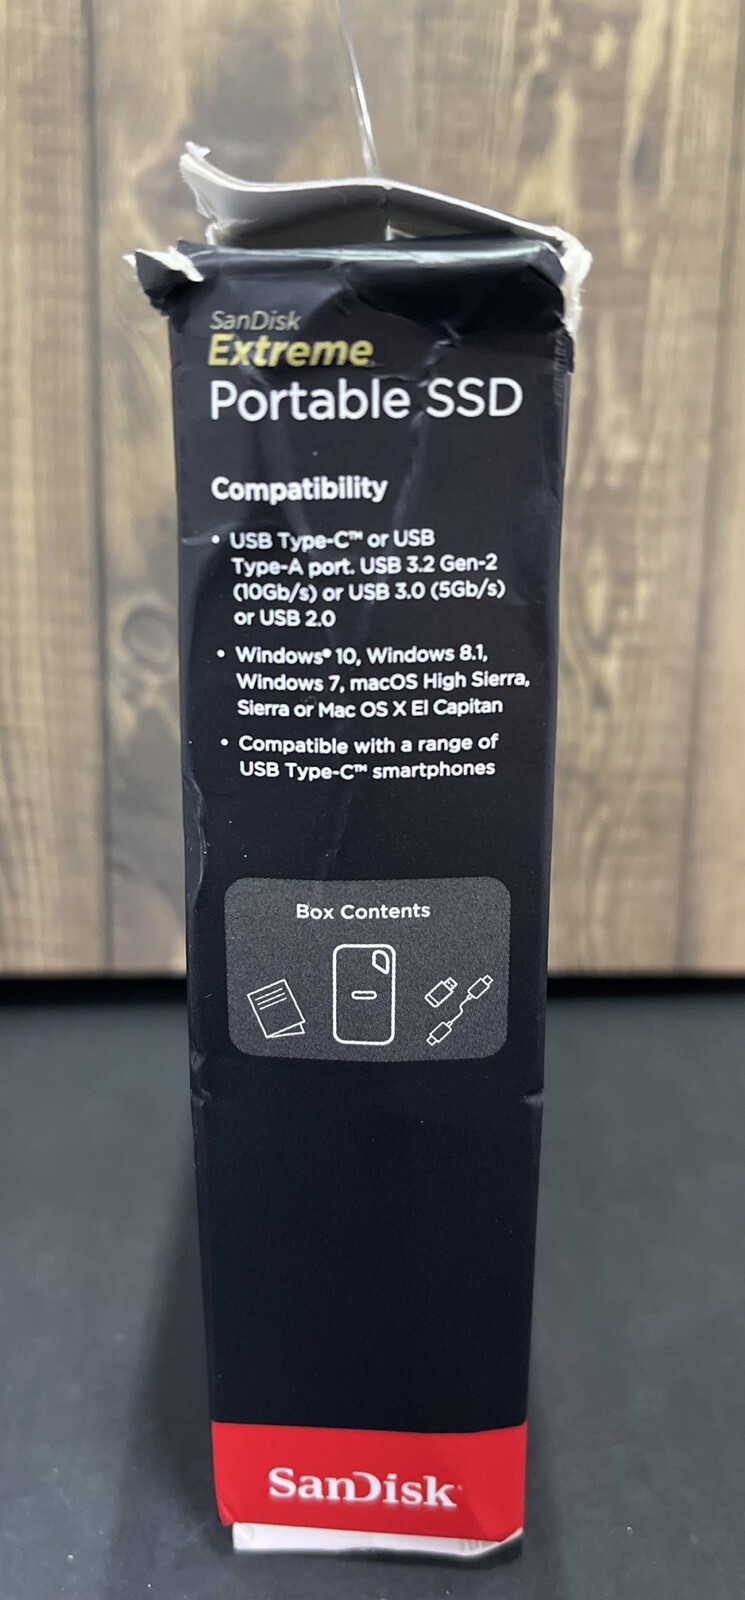 SanDisk
Extreme
Portable SSD
Compatibility
• USB Type-C™ or USB
Type-A port. USB 3.2 Gen-2
(10Gb/s) or USB 3.0 (5Gb/s)
or USB 2.0
• Windows® 10, Windows 8.1,
Windows 7, macOS High Sierra,
Sierra or Mac OS X El Capitan
• Compatible with a range of
USB Type-C™ smartphones
Box Contents
SanDisk